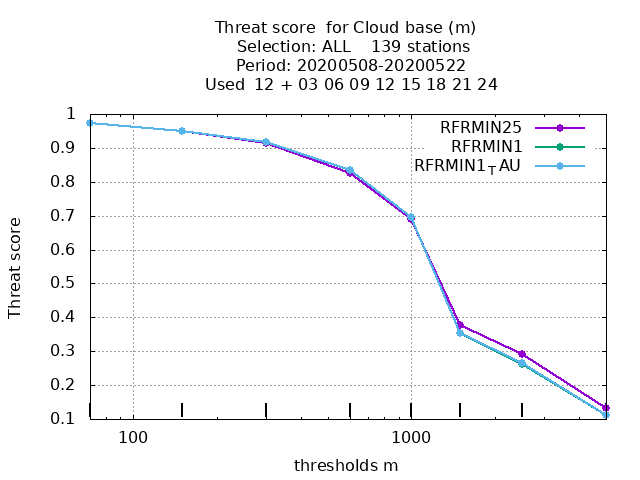 Threat score  for Cloud base (m)
Selection: ALL    139 stations
Period: 20200508-20200522
Used  12 + 03 06 09 12 15 18 21 24
1
0.9
0.8
0.7
0.6
0.5
0.4
0.3
0.2
0.1
Threat score
RFRMIN25
RFRMIN1
RFRMIN1TAU
100
1000
thresholds m